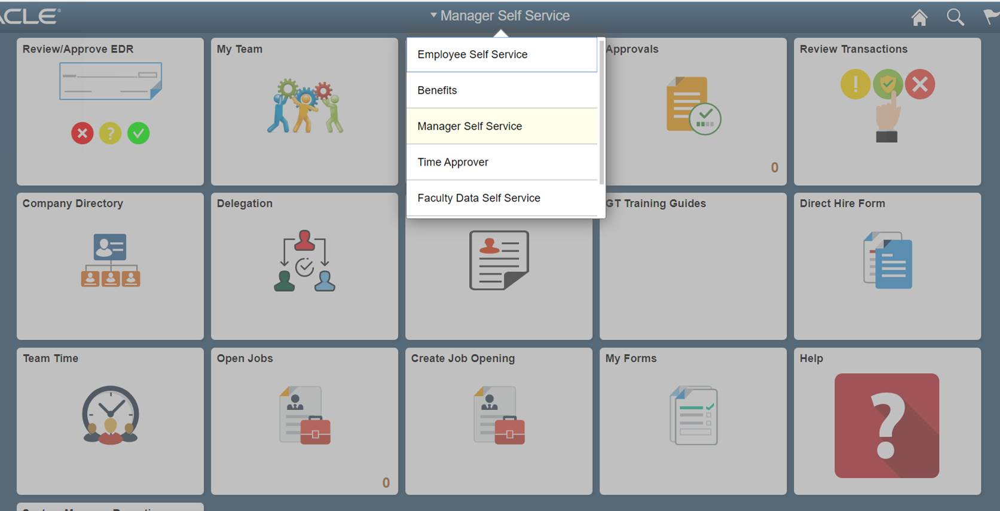 ACLE®
Manager Self Service
Review/Approve EDR
My Team
Employee Self Service
Benefits
Manager Self Service
Time Approver
Faculty Data Self Service
Approvals
0
Review Transactions
Company Directory
Delegation
GT Training Guides
Direct Hire Form
Team Time
Open Jobs
0
Create Job Opening
My Forms
Help